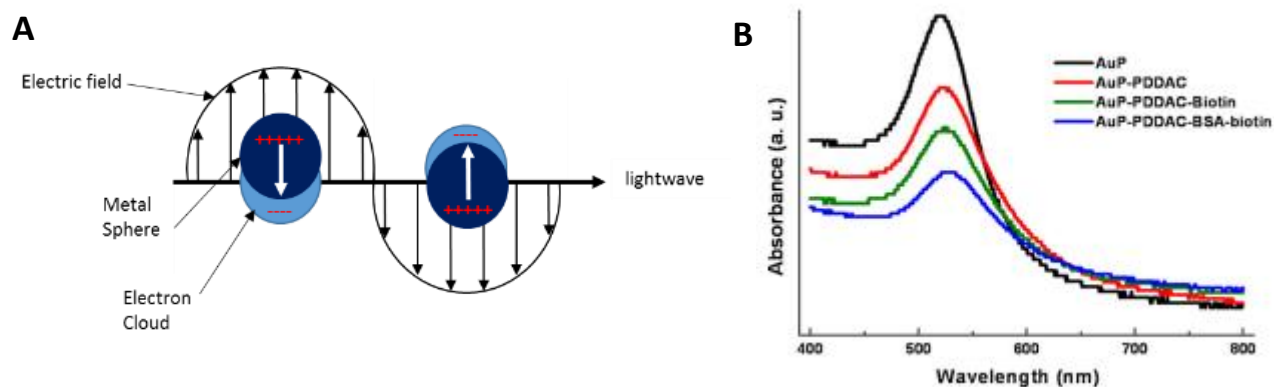 A
Electric field
+++++
----
lightwave
Metal
Sphere
----
+++++
Electron
Cloud
B
AuP
AuP-PDDAC
AuP-PDDAC-Biotin
AuP-PDDAC-BSA-biotin
Absorbance (a. u.)
400 500 600 700 800
Wavelength (nm)